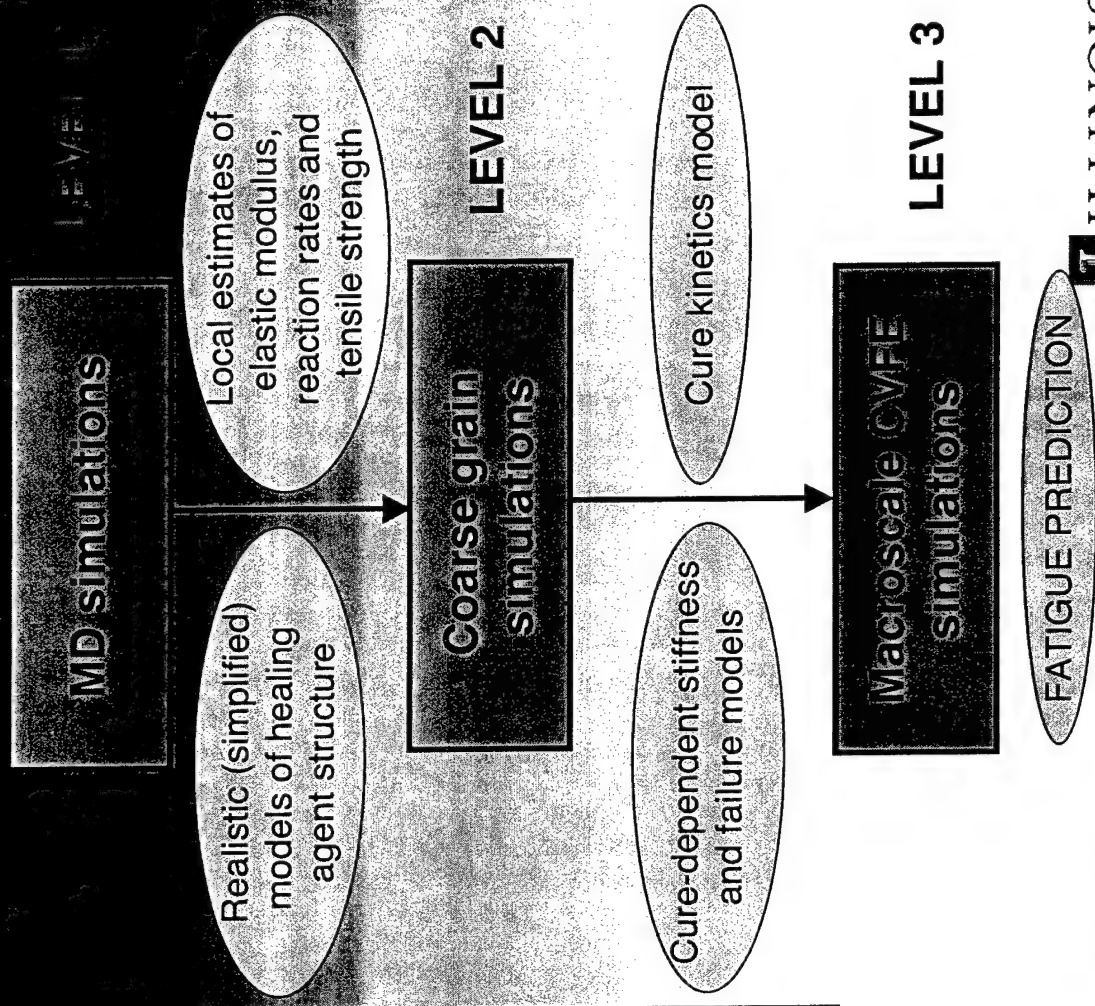 LEVEL 1
MD simulations
Realistic (simplified)
models of healing
agent structure
Local estimates of
elastic modulus,
reaction rates and
tensile strength
LEVEL 2
Coarse grain
simulations
Cure-dependent stiffness
and failure models
Cure kinetics model
LEVEL 3
Macroscale CVFE
simulations
FATIGUE PREDICTION
I